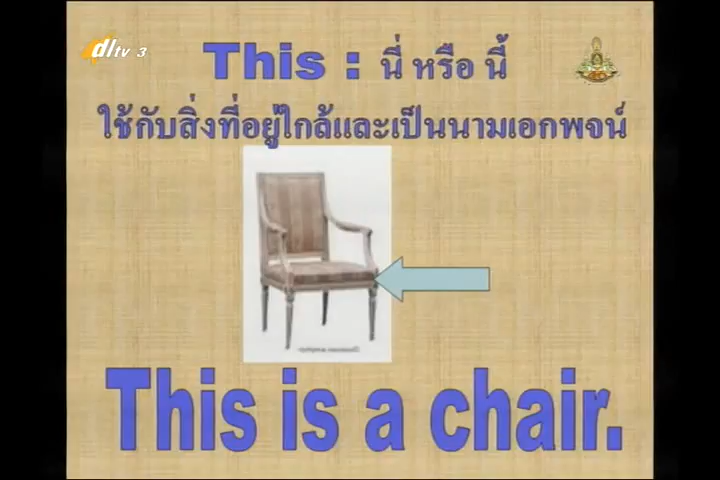 dltv 3
This : นี่ หรือ นี้
ใช้กับสิ่งที่อยู่ใกล้และเป็นนามเอกพจน์
This is a chair.